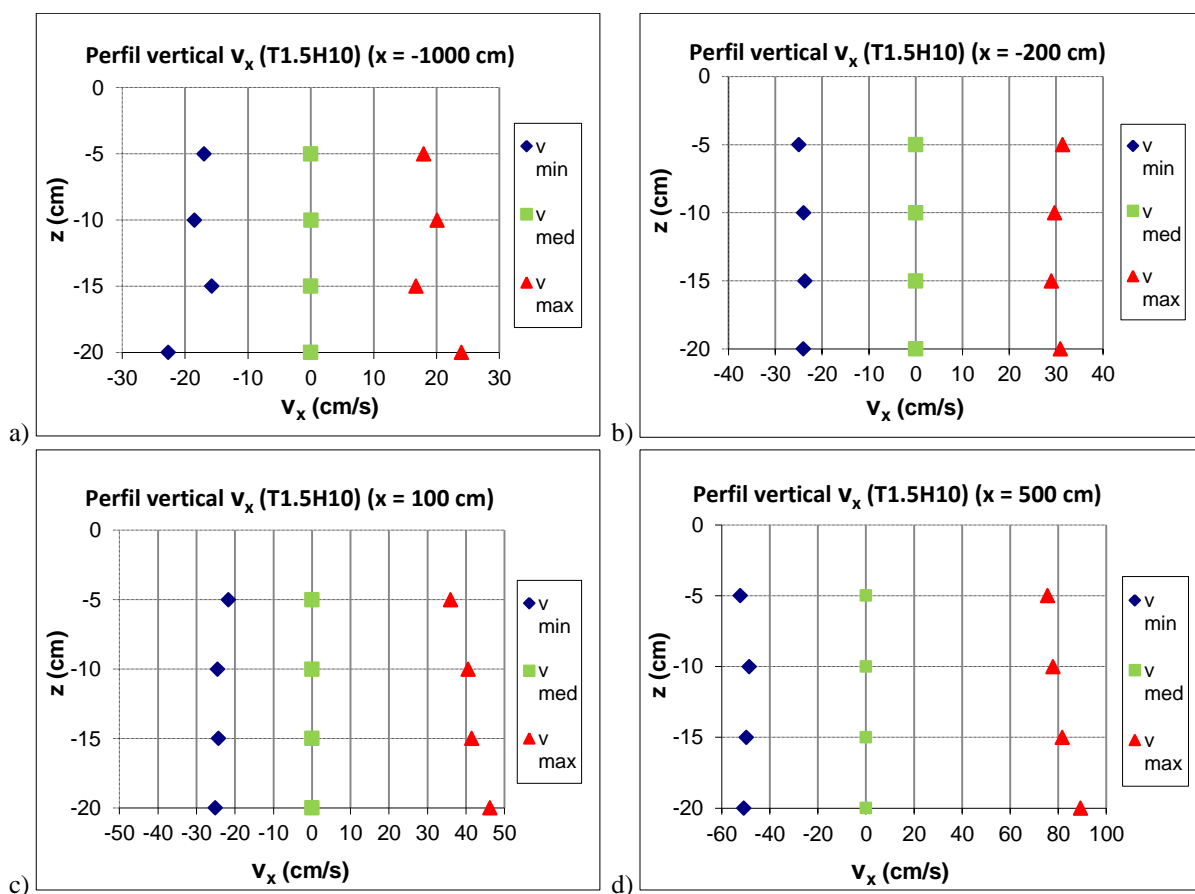 Perfil vertical vx (T1.5H10) (x = -1000 cm)
0
-5
-10
-15
-20
z (cm)
-30 -20 -10 0 10 20 30
vx (cm/s)
v min
v med
v max
a)
Perfil vertical vx (T1.5H10) (x = -200 cm)
0
-5
-10
-15
-20
z (cm)
-40 -30 -20 -10 0 10 20 30 40
vx (cm/s)
v min
v med
v max
b)
Perfil vertical vx (T1.5H10) (x = 100 cm)
0
-5
-10
-15
-20
z (cm)
-50 -40 -30 -20 -10 0 10 20 30 40 50
vx (cm/s)
v min
v med
v max
c)
Perfil vertical vx (T1.5H10) (x = 500 cm)
0
-5
-10
-15
-20
z (cm)
-60 -40 -20 0 20 40 60 80 100
vx (cm/s)
v min
v med
v max
d)